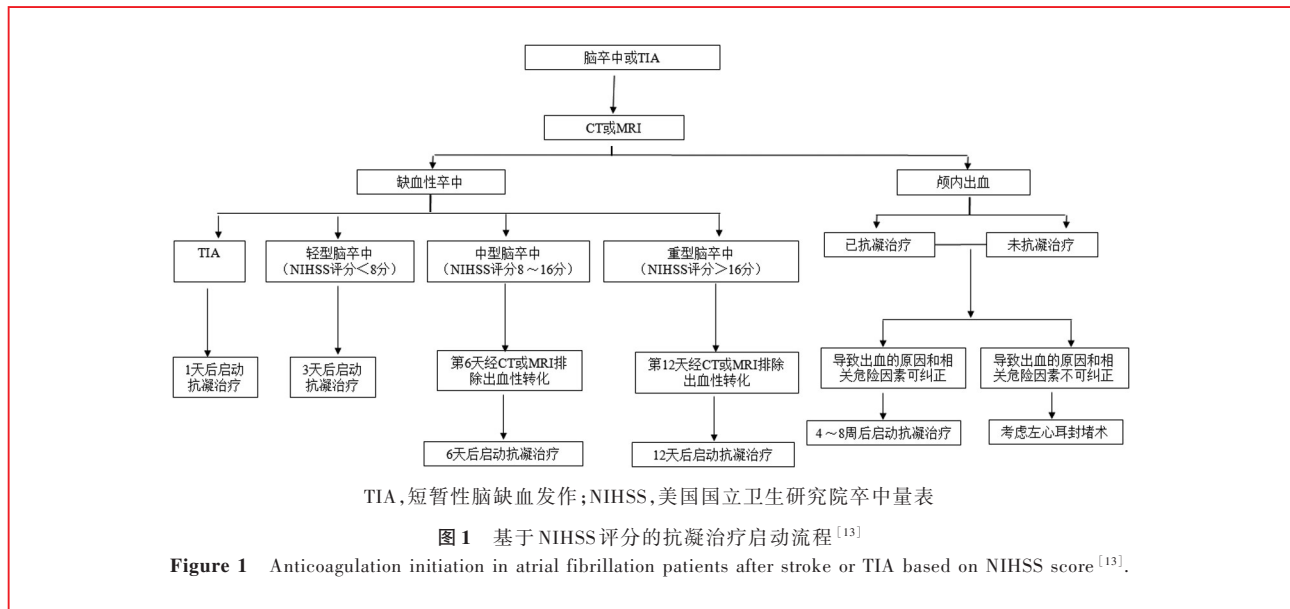 脑卒中或TIA
CT或MRI
缺血性卒中
颅内出血
TIA
轻型脑卒中
（NIHSS评分＜8分）
中型脑卒中
（NIHSS评分8～16分）
重型脑卒中
（NIHSS评分＞16分）
已抗凝治疗
未抗凝治疗
1天后启动
抗凝治疗
3天后启动
抗凝治疗
第6天经CT或MRI排
除出血性转化
第12天经CT或MRI排除
出血性转化
导致出血的原因和相
关危险因素可纠正
导致出血的原因和相
关危险因素不可纠正
6天后启动抗凝治疗
12天后启动抗凝治疗
4～8周后启动抗凝治疗
考虑左心耳封堵术
TIA,短暂性脑缺血发作;NIHSS,美国国立卫生研究院卒中量表
图1 基于NIHSS评分的抗凝治疗启动流程[13]
Figure 1 Anticoagulation initiation in atrial fibrillation patients after stroke or TIA based on NIHSS score[13].